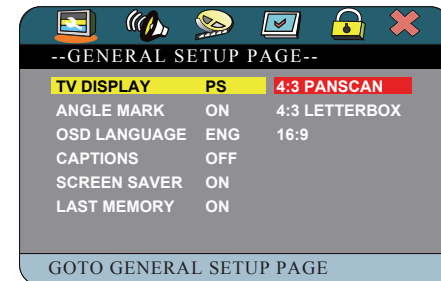 --GENERAL SETUP PAGE--
TV DISPLAY PS 4:3 PANSCAN
ANGLE MARK ON 4:3 LETTERBOX
OSD LANGUAGE ENG 16:9
CAPTIONS OFF
SCREEN SAVER ON
LAST MEMORY ON
GOTO GENERAL SETUP PAGE